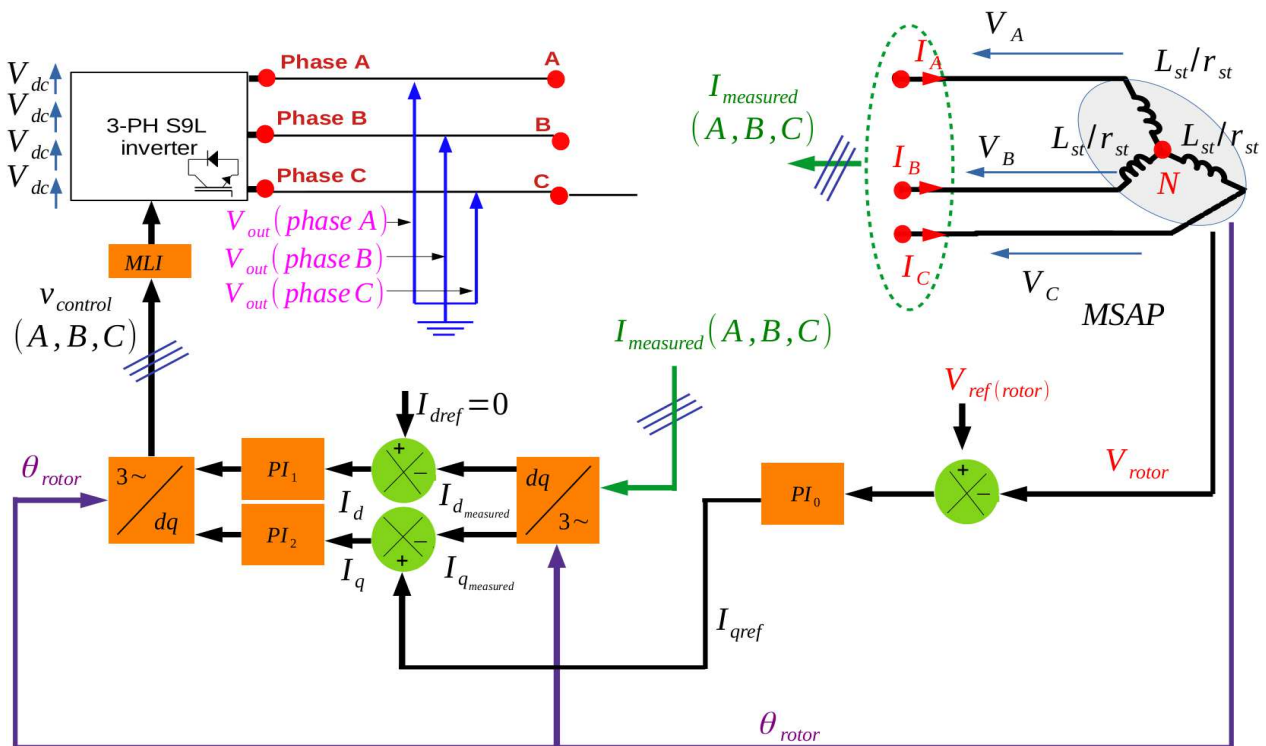 V_A
Phase A
A
I_A
L_st/r_st
V_dc
V_dc
V_dc
V_dc
3-PH S9L
inverter
Phase B
B
I_measured
(A,B,C)
V_B
I_B
L_st/r_st
L_st/r_st
N
Phase C
C
V_out(phase A)
V_out(phase B)
V_out(phase C)
I_C
V_C
MSAP
MLI
v_control
(A,B,C)
I_measured(A,B,C)
I_dref=0
V_ref(rotor)
V_rotor
θ_rotor
3~
dq
PI_1
PI_2
+
−
I_d
I_d_measured
−
+
I_q
I_q_measured
dq
3~
PI_0
+
−
I_qref
θ_rotor